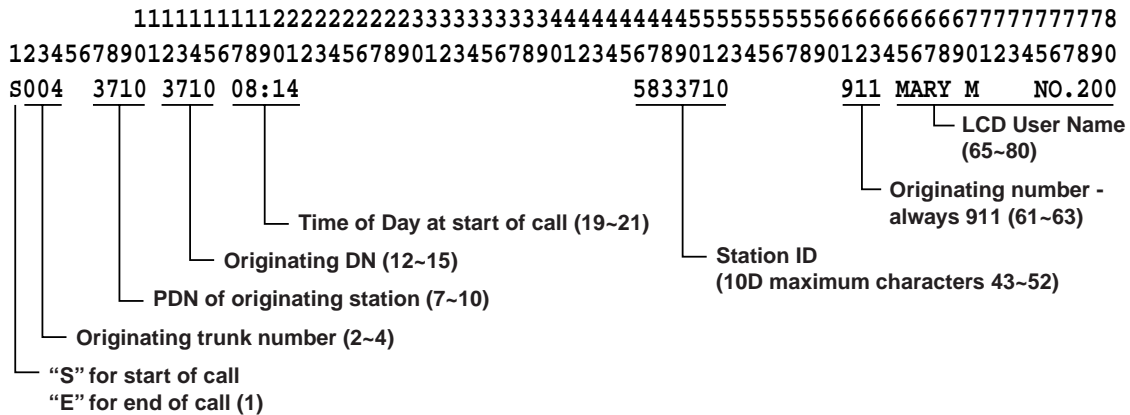 11111111112222222222333333333344444444445555555555666666666677777777778
12345678901234567890123456789012345678901234567890123456789012345678901234567890
S004 3710 3710 08:14 5833710 911 MARY M NO.200
LCD User Name
(65~80)
Originating number -
always 911 (61~63)
Time of Day at start of call (19~21)
Station ID
(10D maximum characters 43~52)
Originating DN (12~15)
PDN of originating station (7~10)
Originating trunk number (2~4)
“S” for start of call
“E” for end of call (1)